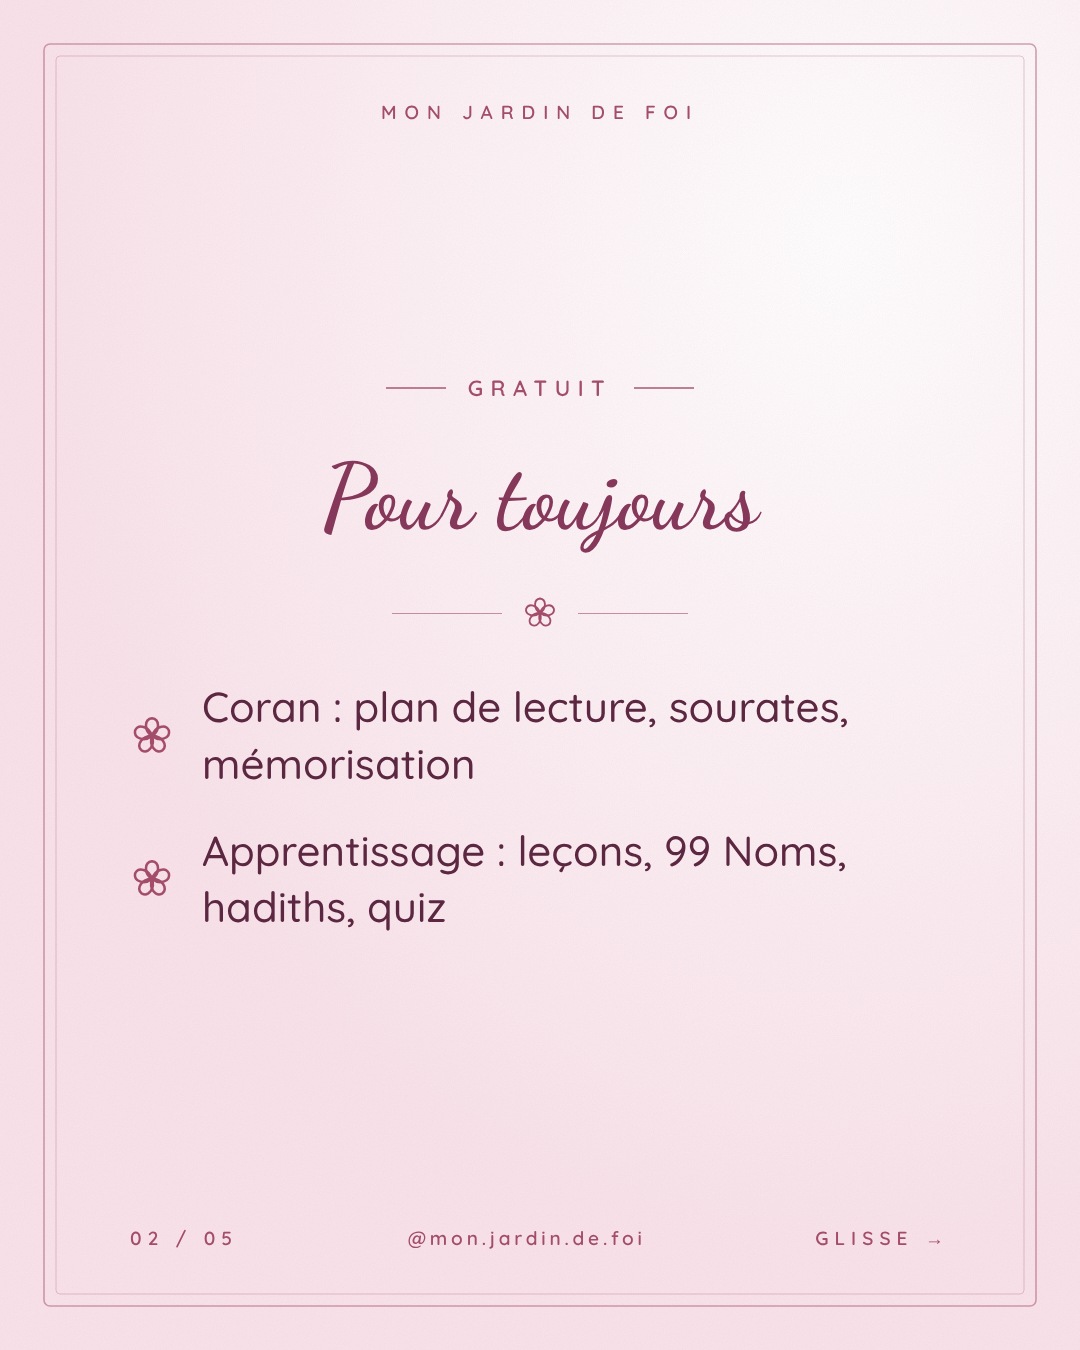 MON JARDIN DE FOI
GRATUIT
Pour toujours
Coran : plan de lecture, sourates,
mémorisation
Apprentissage : leçons, 99 Noms,
hadiths, quiz
02 / 05
@mon.jardin.de.foi
GLISSE →